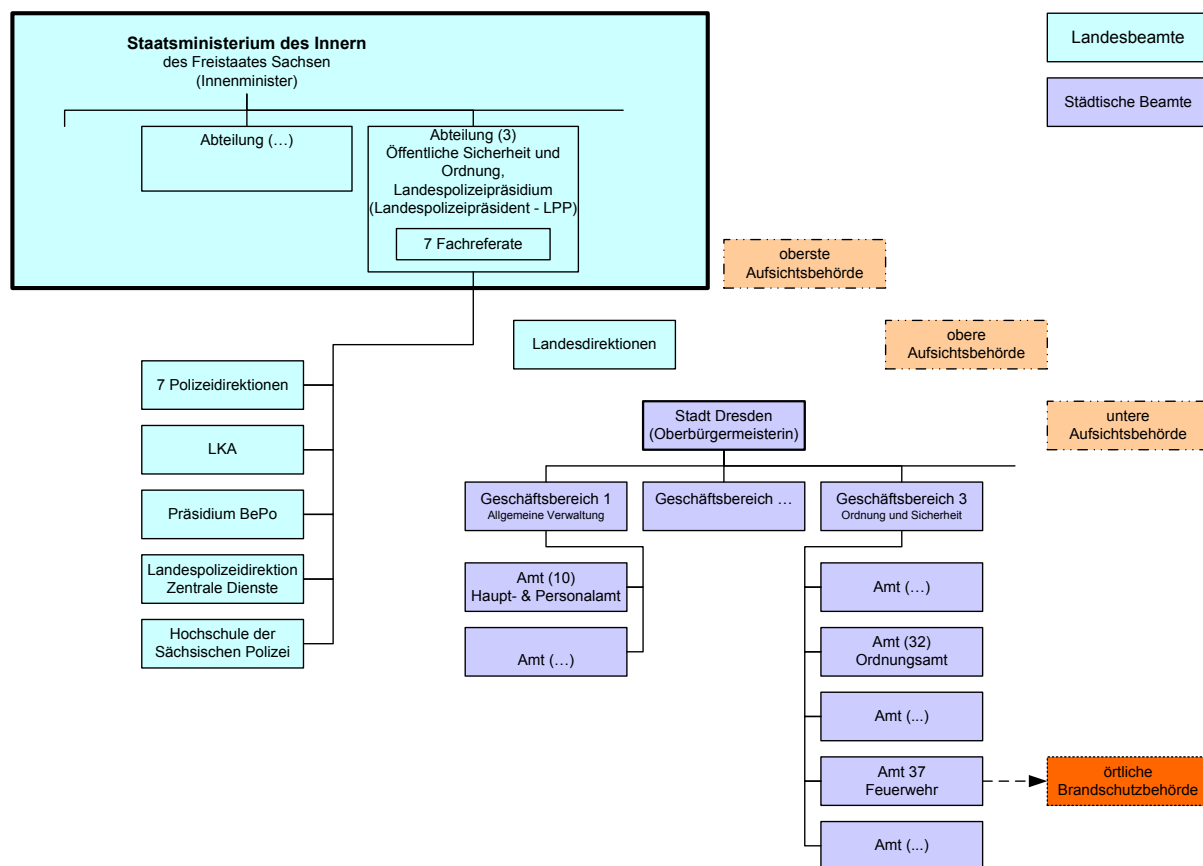 Staatsministerium des Innern
des Freistaates Sachsen
(Innenminister)
Landesbeamte
Städtische Beamte
Abteilung (…)
Abteilung (3)
Öffentliche Sicherheit und
Ordnung,
Landespolizeipräsidium
(Landespolizeipräsident - LPP)
7 Fachreferate
oberste
Aufsichtsbehörde
Landesdirektionen
obere
Aufsichtsbehörde
7 Polizeidirektionen
LKA
Präsidium BePo
Landespolizeidirektion
Zentrale Dienste
Hochschule der
Sächsischen Polizei
Stadt Dresden
(Oberbürgermeisterin)
untere
Aufsichtsbehörde
Geschäftsbereich 1
Allgemeine Verwaltung
Geschäftsbereich …
Geschäftsbereich 3
Ordnung und Sicherheit
Amt (10)
Haupt- & Personalamt
Amt (…)
Amt (…)
Amt (32)
Ordnungsamt
Amt (...)
Amt 37
Feuerwehr
örtliche
Brandschutzbehörde
Amt (...)